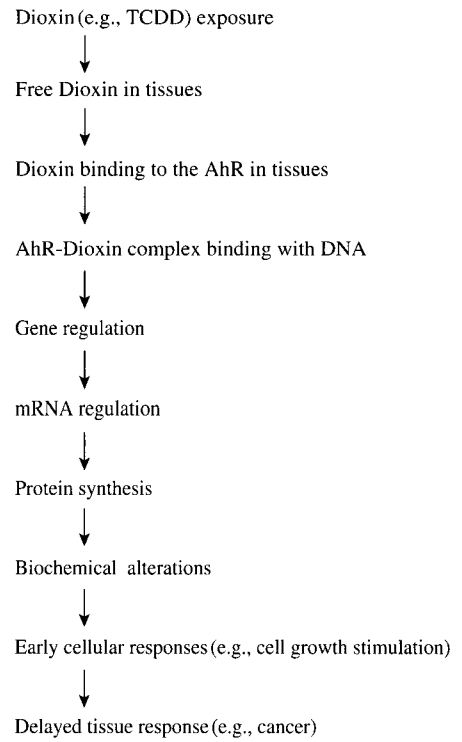 Dioxin (e.g., TCDD) exposure
Free Dioxin in tissues
Dioxin binding to the AhR in tissues
AhR-Dioxin complex binding with DNA
Gene regulation
mRNA regulation
Protein synthesis
Biochemical alterations
Early cellular responses (e.g., cell growth stimulation)
Delayed tissue response (e.g., cancer)